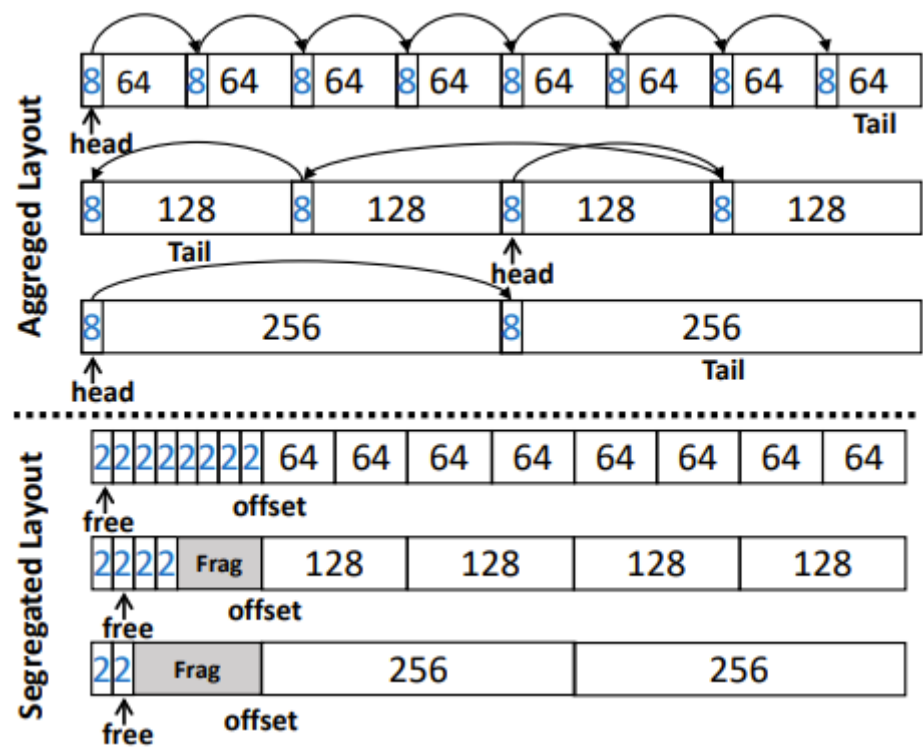 Aggreged Layout
8 64 8 64 8 64 8 64 8 64 8 64 8 64 8 64
head
Tail
8 128 8 128 8 128 8 128
Tail
head
8 256 8 256
head
Tail
Segregated Layout
2 2 2 2 2 2 2 2 64 64 64 64 64 64 64 64
free
offset
2 2 2 2 Frag 128 128 128 128
free
offset
2 2 Frag 256 256
free
offset